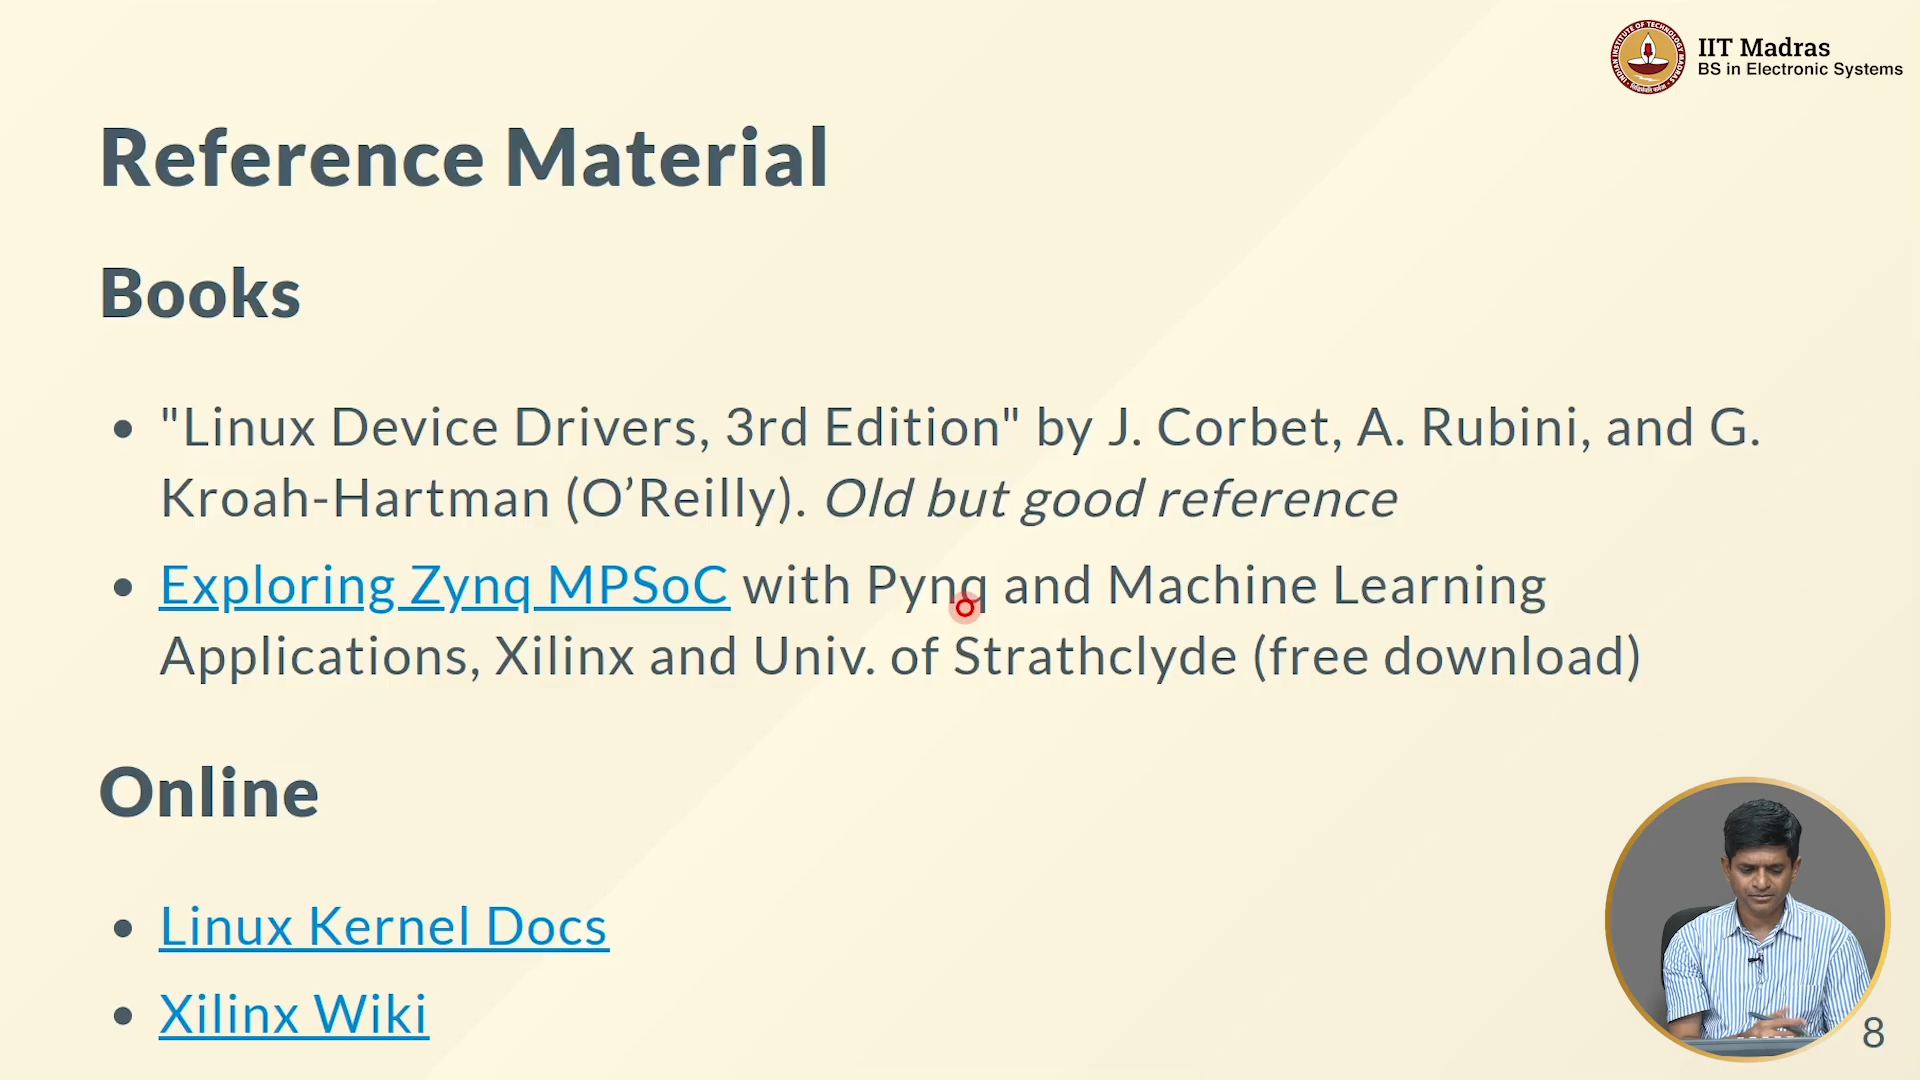 IIT Madras
BS in Electronic Systems
Reference Material
Books
• "Linux Device Drivers, 3rd Edition" by J. Corbet, A. Rubini, and G.
Kroah-Hartman (O’Reilly). Old but good reference
• Exploring Zynq MPSoC with Pynq and Machine Learning
Applications, Xilinx and Univ. of Strathclyde (free download)
Online
• Linux Kernel Docs
• Xilinx Wiki
8